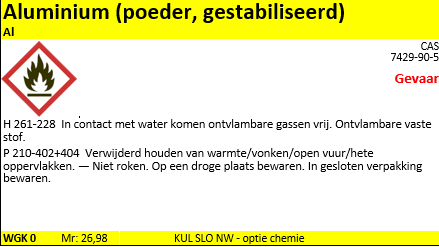 Aluminium (poeder, gestabiliseerd)
Al
CAS
7429-90-5
Gevaar
H 261-228 In contact met water komen ontvlambare gassen vrij. Ontvlambare vaste
stof.
P 210-402+404 Verwijderd houden van warmte/vonken/open vuur/hete
oppervlakken. — Niet roken. Op een droge plaats bewaren. In gesloten verpakking
bewaren.
WGK 0 Mr: 26,98 KUL SLO NW - optie chemie